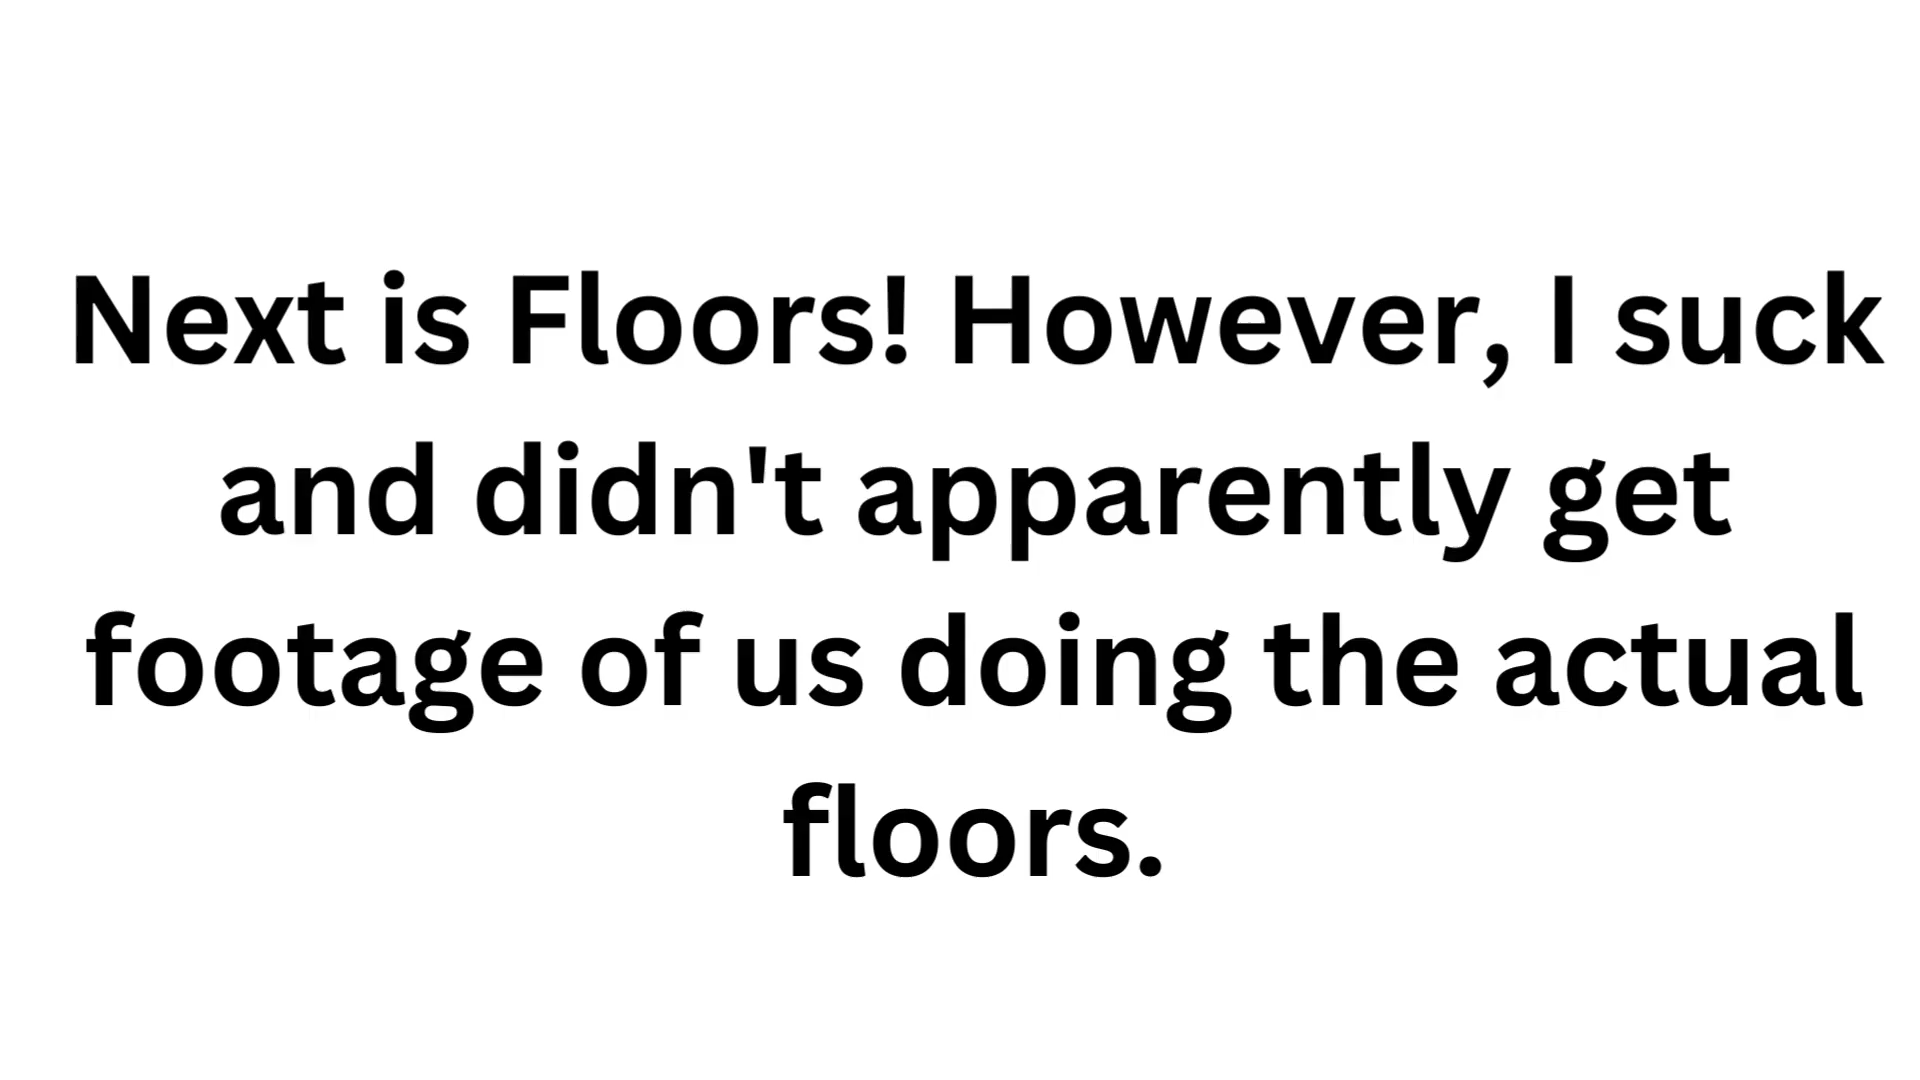 Next is Floors! However, I suck
and didn't apparently get
footage of us doing the actual
floors.